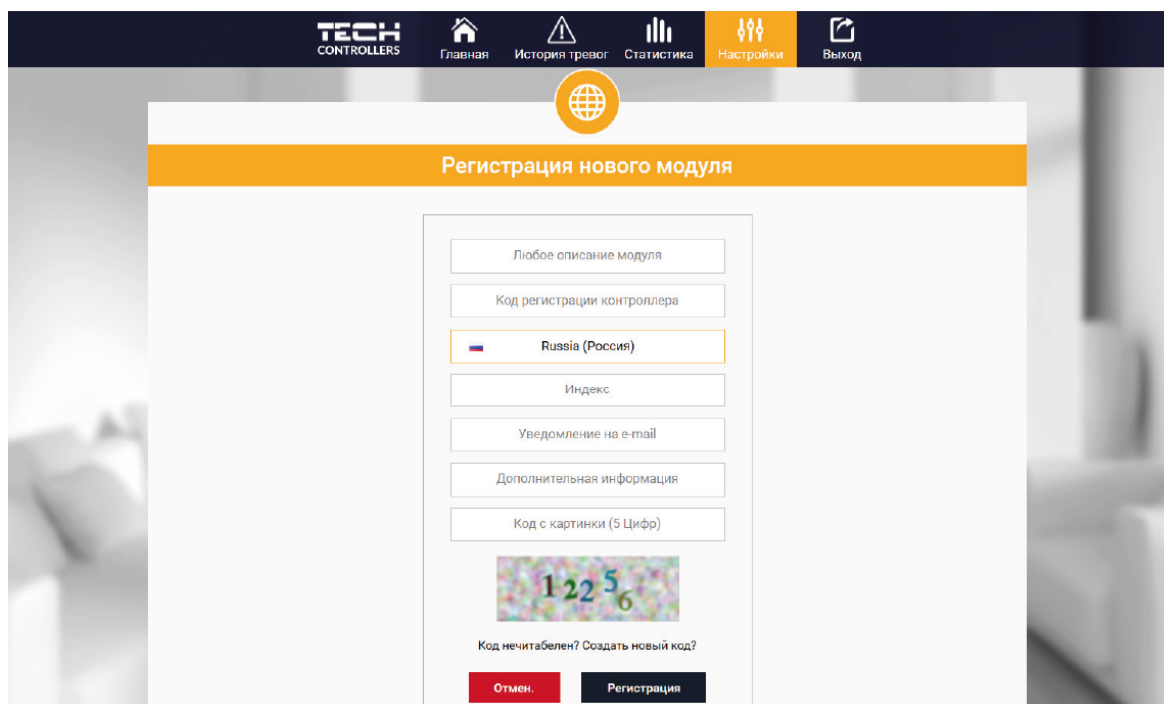 TECH
CONTROLLERS
Главная
История тревог
Статистика
Настройки
Выход
Регистрация нового модуля
Любое описание модуля
Код регистрации контроллера
Russia (Россия)
Индекс
Уведомление на e-mail
Дополнительная информация
Код с картинки (5 Цифр)
12256
Код нечитабелен? Создать новый код?
Отмен.
Регистрация